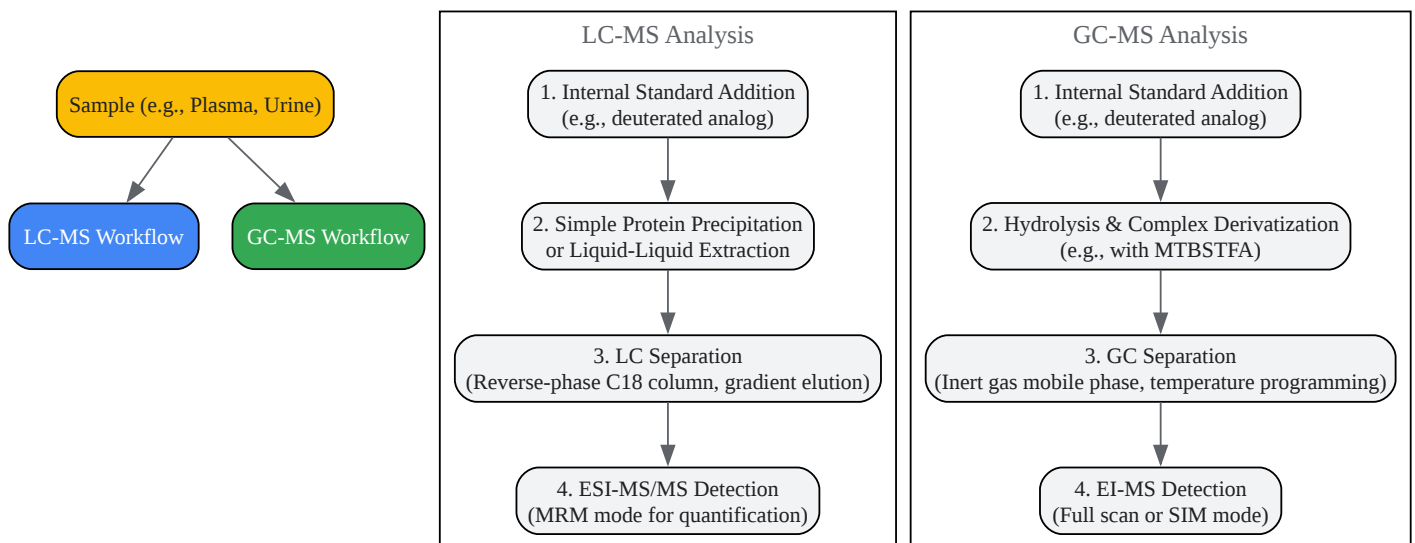 Sample (e.g., Plasma, Urine)
LC-MS Workflow
GC-MS Workflow
LC-MS Analysis
1. Internal Standard Addition
(e.g., deuterated analog)
2. Simple Protein Precipitation
or Liquid-Liquid Extraction
3. LC Separation
(Reverse-phase C18 column, gradient elution)
4. ESI-MS/MS Detection
(MRM mode for quantification)
GC-MS Analysis
1. Internal Standard Addition
(e.g., deuterated analog)
2. Hydrolysis & Complex Derivatization
(e.g., with MTBSTFA)
3. GC Separation
(Inert gas mobile phase, temperature programming)
4. EI-MS Detection
(Full scan or SIM mode)